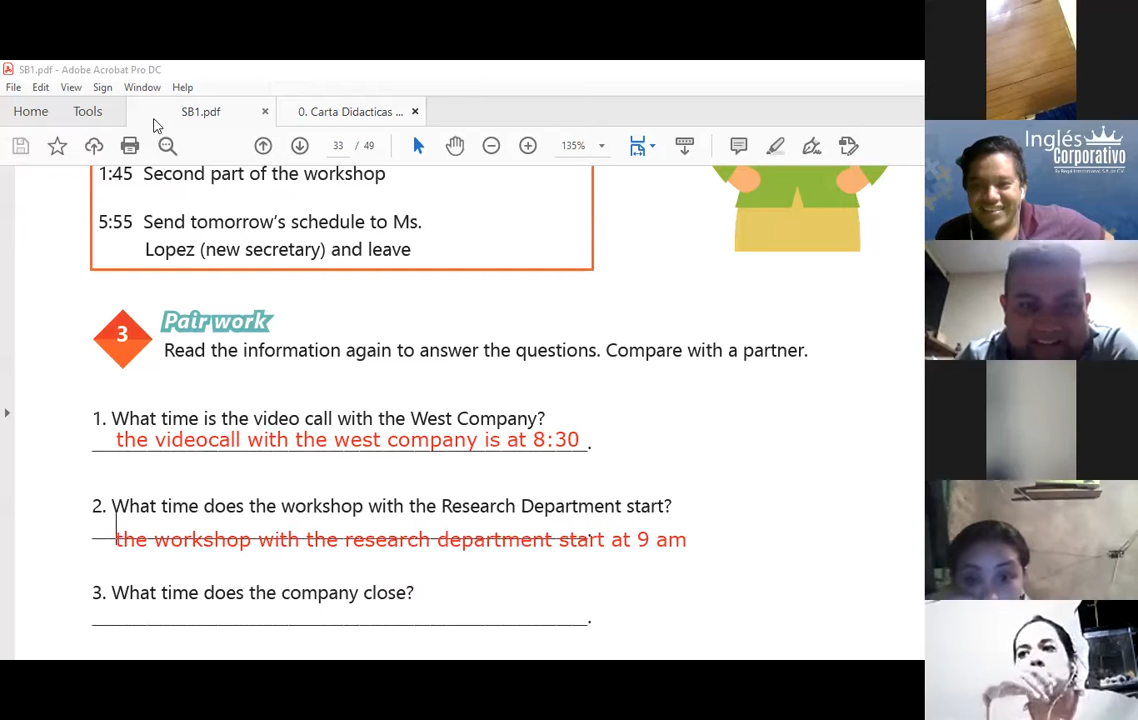 SB1.pdf - Adobe Acrobat Pro DC
File Edit View Sign Window Help
Home Tools SB1.pdf × 0. Carta Didacticas ... ×
33 / 49 135%
1:45 Second part of the workshop
5:55 Send tomorrow's schedule to Ms.
Lopez (new secretary) and leave
3 Pair work
Read the information again to answer the questions. Compare with a partner.
1. What time is the video call with the West Company?
the videocall with the west company is at 8:30.
2. What time does the workshop with the Research Department start?
the workshop with the research department start at 9 am
3. What time does the company close?
.
Inglés
Corporativo